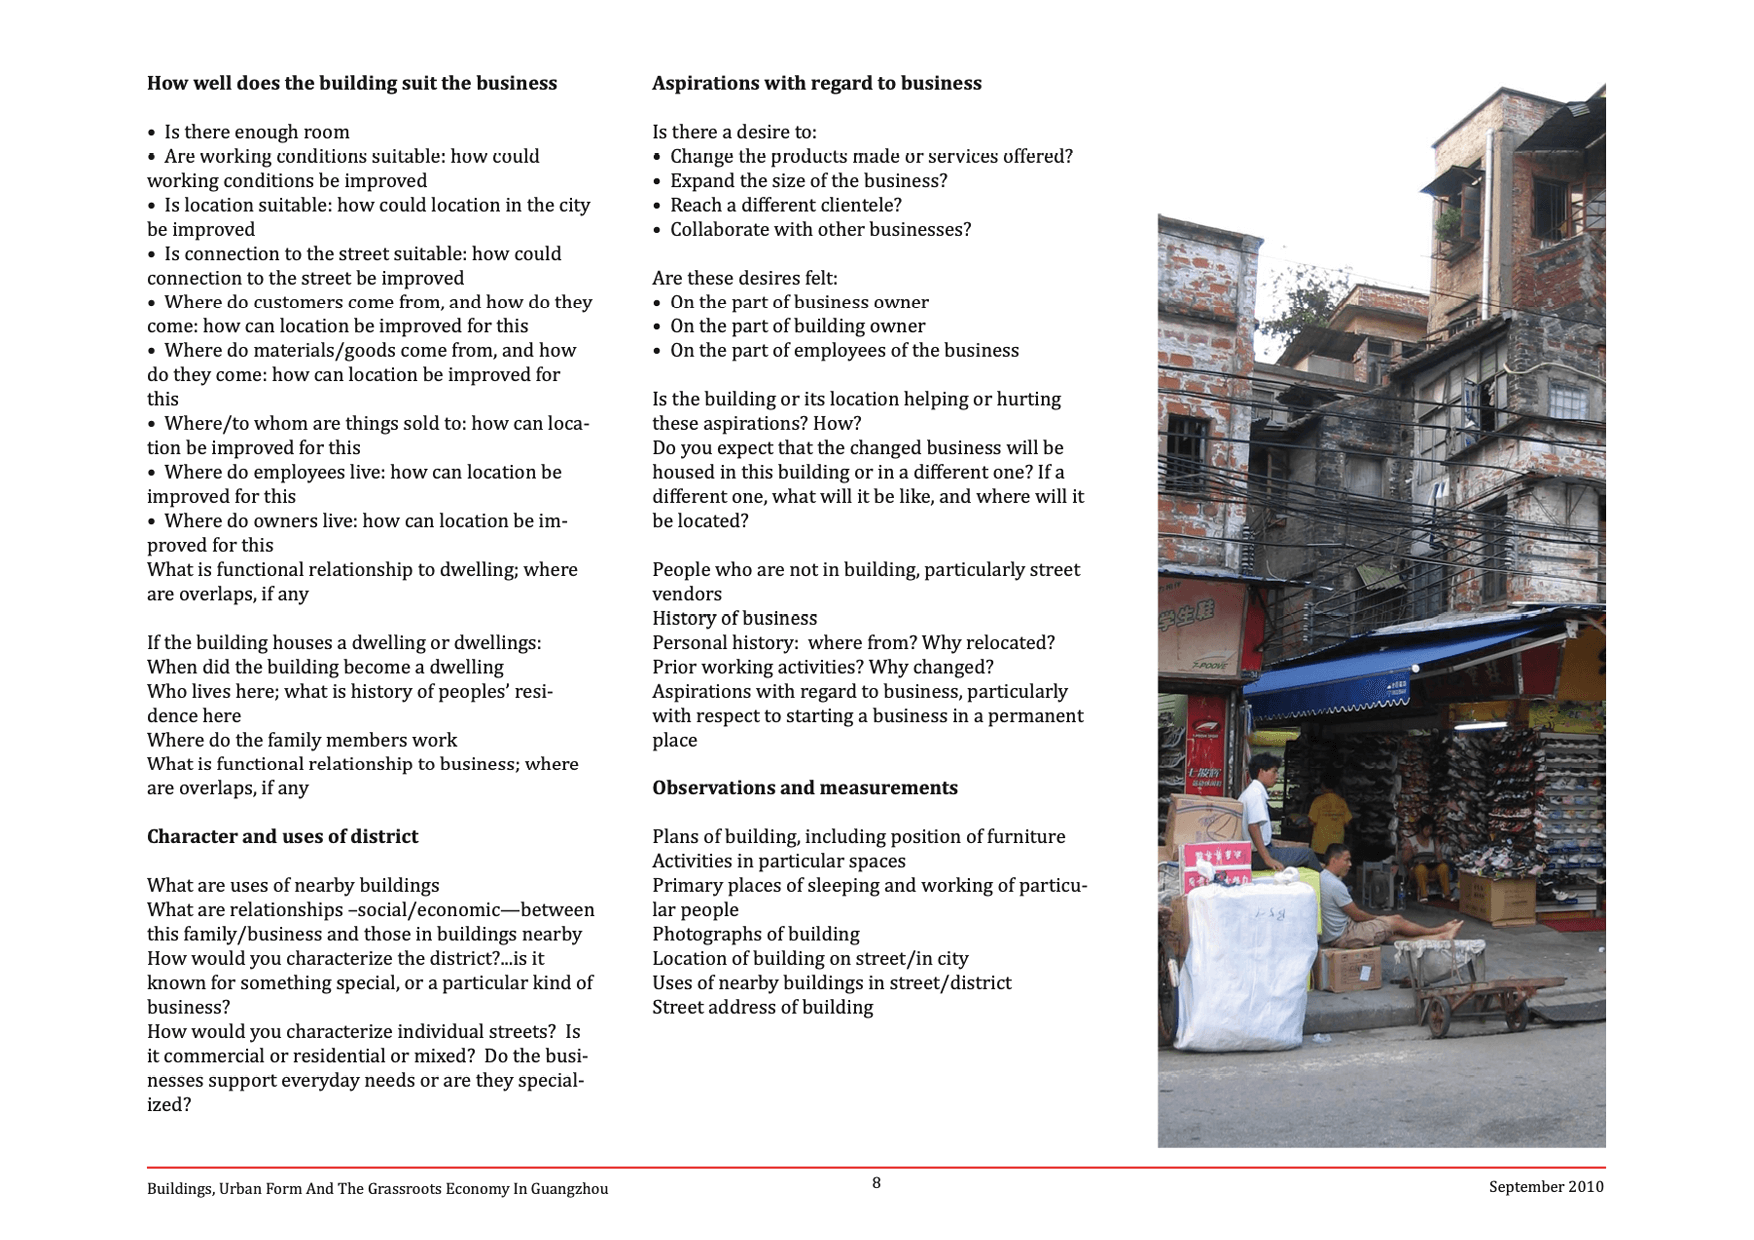 How well does the building suit the business
• Is there enough room
• Are working conditions suitable: how could
working conditions be improved
• Is location suitable: how could location in the city
be improved
• Is connection to the street suitable: how could
connection to the street be improved
• Where do customers come from, and how do they
come: how can location be improved for this
• Where do materials/goods come from, and how
do they come: how can location be improved for
this
• Where/to whom are things sold to: how can loca-
tion be improved for this
• Where do employees live: how can location be
improved for this
• Where do owners live: how can location be im-
proved for this
What is functional relationship to dwelling; where
are overlaps, if any
If the building houses a dwelling or dwellings:
When did the building become a dwelling
Who lives here; what is history of peoples’ resi-
dence here
Where do the family members work
What is functional relationship to business; where
are overlaps, if any
Character and uses of district
What are uses of nearby buildings
What are relationships –social/economic—between
this family/business and those in buildings nearby
How would you characterize the district?...is it
known for something special, or a particular kind of
business?
How would you characterize individual streets?  Is
it commercial or residential or mixed?  Do the busi-
nesses support everyday needs or are they special-
ized?
Aspirations with regard to business
Is there a desire to:
• Change the products made or services offered?
• Expand the size of the business?
• Reach a different clientele?
• Collaborate with other businesses?
Are these desires felt:
• On the part of business owner
• On the part of building owner
• On the part of employees of the business
Is the building or its location helping or hurting
these aspirations? How?
Do you expect that the changed business will be
housed in this building or in a different one? If a
different one, what will it be like, and where will it
be located?
People who are not in building, particularly street
vendors
History of business
Personal history:  where from? Why relocated?
Prior working activities? Why changed?
Aspirations with regard to business, particularly
with respect to starting a business in a permanent
place
Observations and measurements
Plans of building, including position of furniture
Activities in particular spaces
Primary places of sleeping and working of particu-
lar people
Photographs of building
Location of building on street/in city
Uses of nearby buildings in street/district
Street address of building
学生鞋
7-POOVE
Buildings, Urban Form And The Grassroots Economy In Guangzhou
8
September 2010